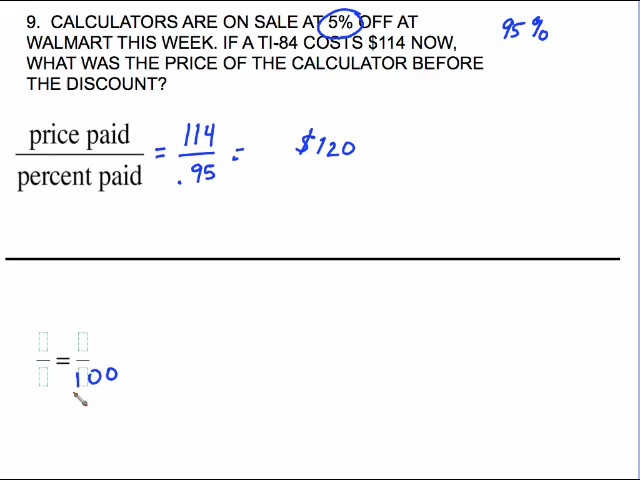 9. CALCULATORS ARE ON SALE AT 5% OFF AT
WALMART THIS WEEK. IF A TI-84 COSTS $114 NOW,
WHAT WAS THE PRICE OF THE CALCULATOR BEFORE
THE DISCOUNT?
95%
price paid
percent paid
=
114
.95
=
$120
=
100